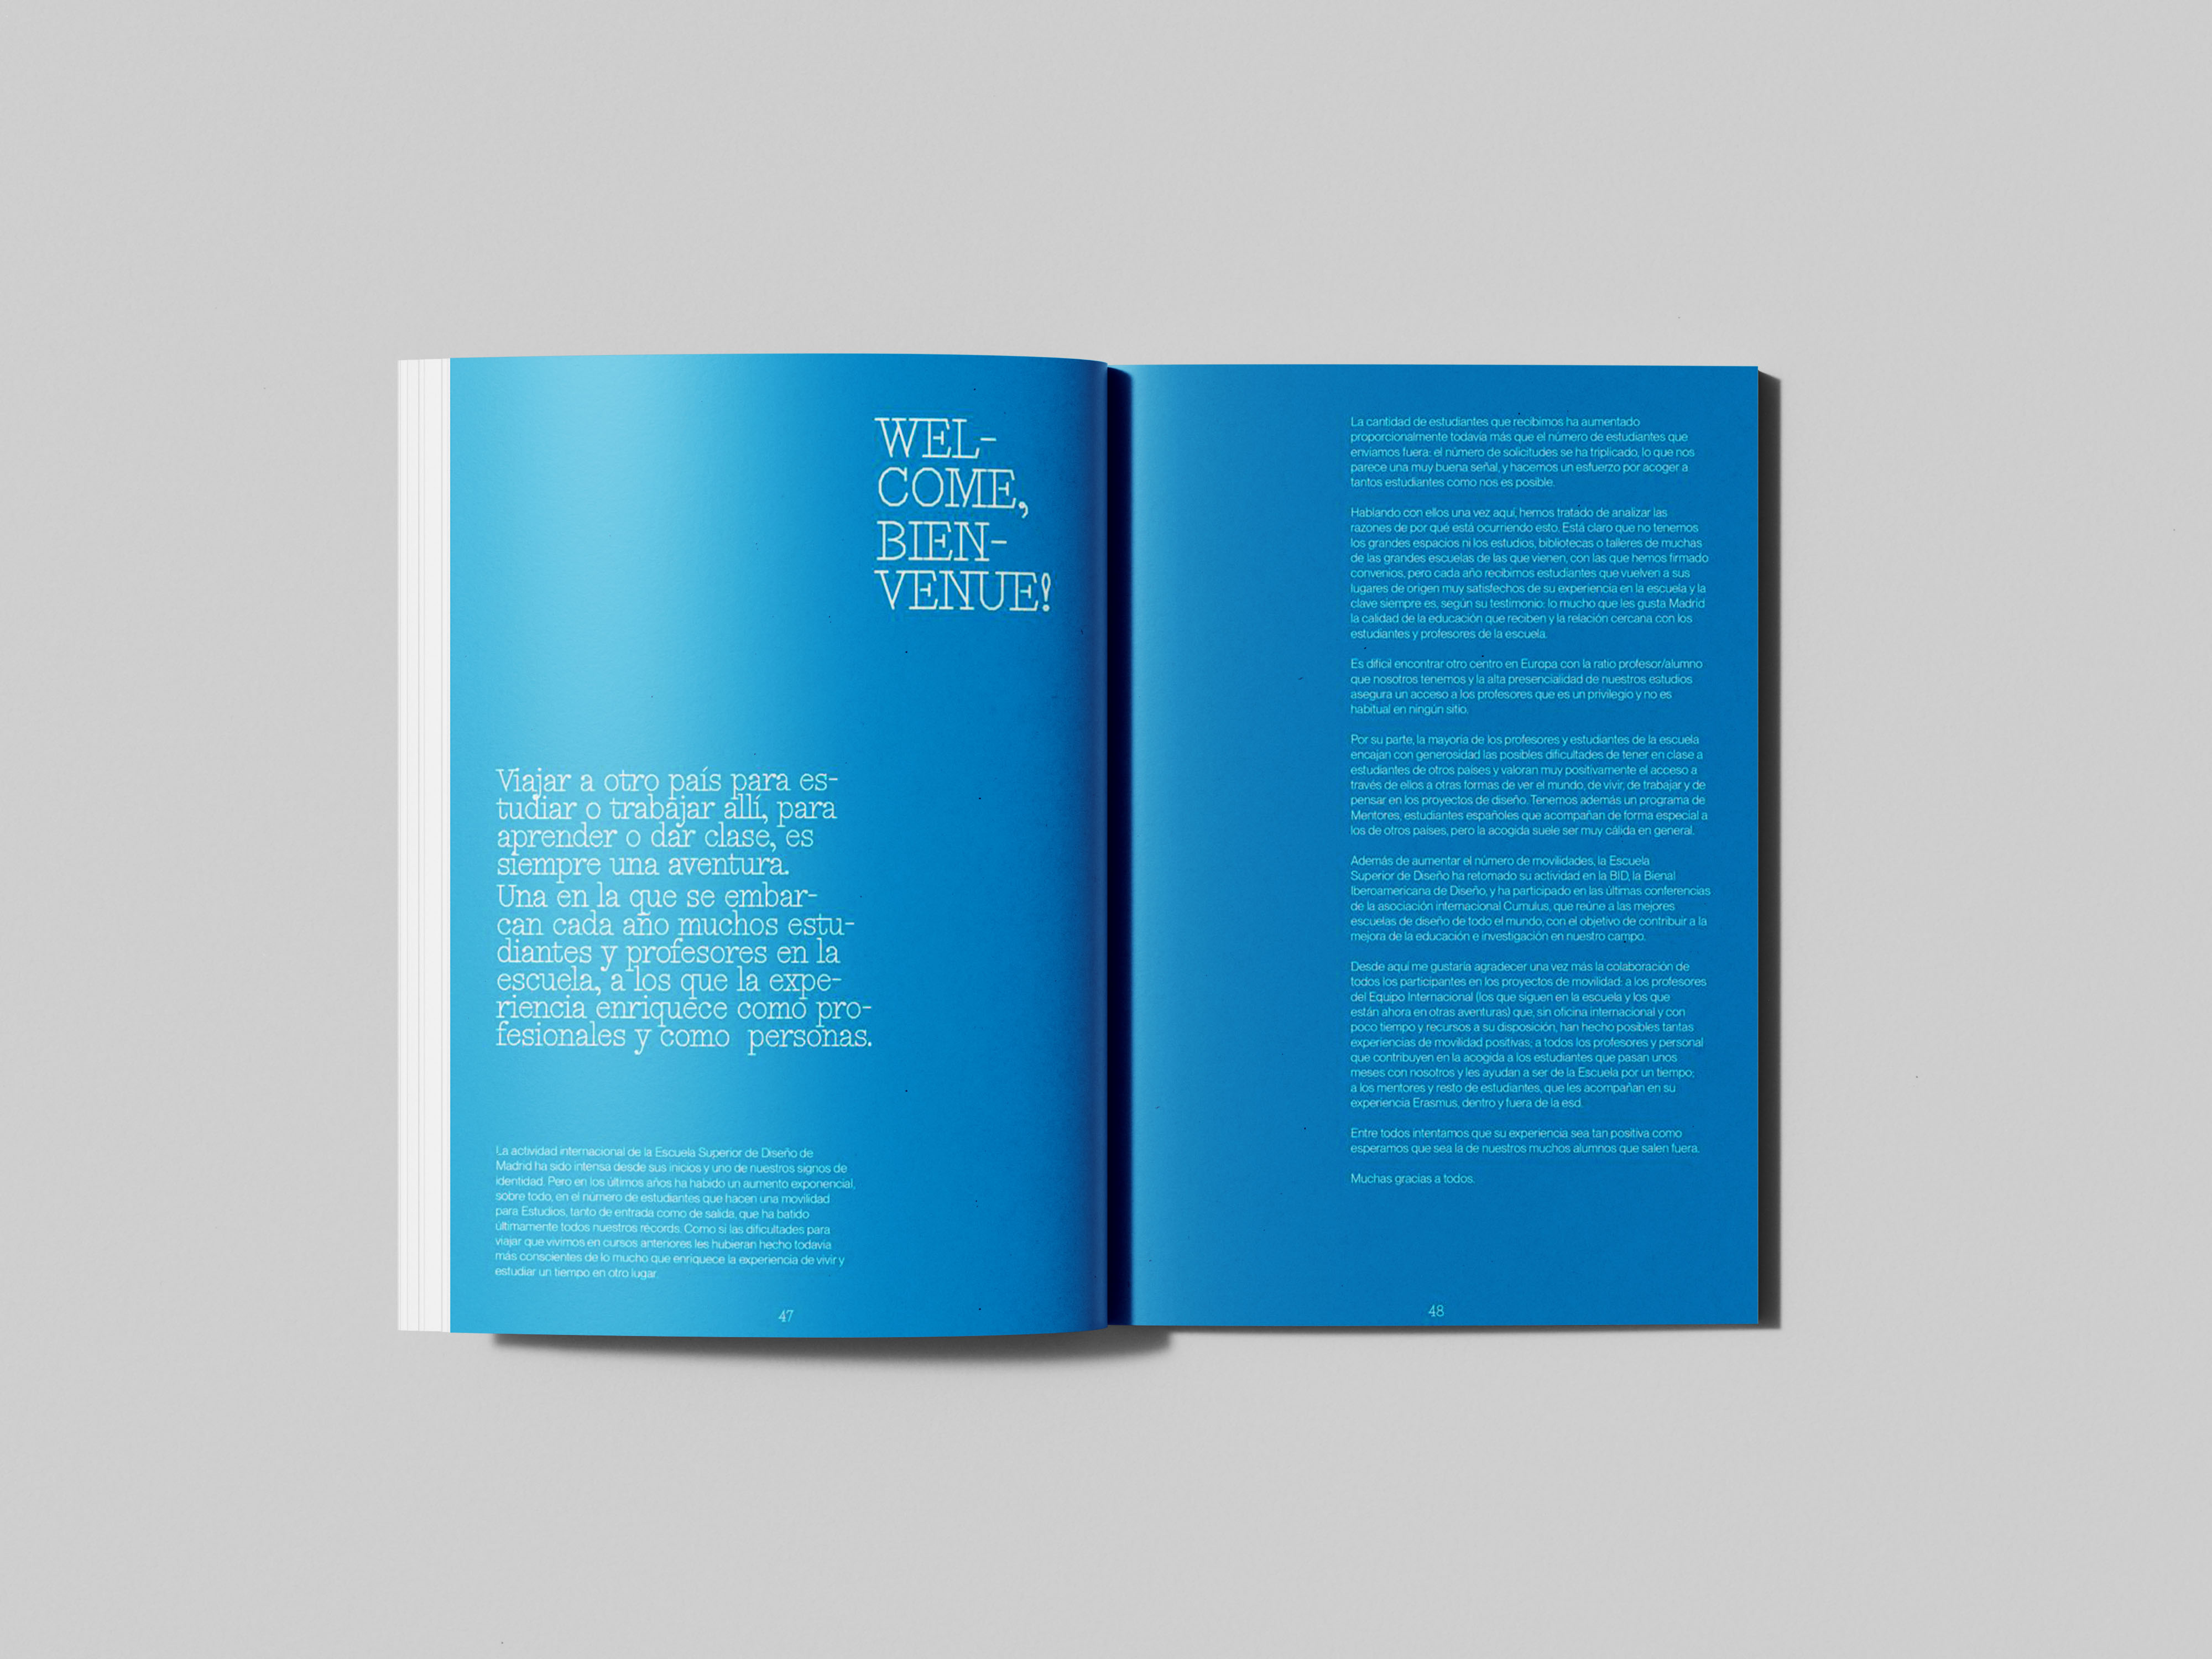 WEL-
COME,
BIEN-
VENUE!
Viajar a otro país para es-
tudiar o trabajar allí, para
aprender o dar clase, es
siempre una aventura.
Una en la que se embar-
can cada año muchos estu-
diantes y profesores en la
escuela, a los que la expe-
riencia enriquece como pro-
fesionales y como personas.
La actividad internacional de la Escuela Superior de Diseño de
Madrid ha sido intensa desde sus inicios y uno de nuestros signos de
identidad. Pero en los últimos años ha habido un aumento exponencial,
sobre todo, en el número de estudiantes que hacen una movilidad
para Estudios, tanto de entrada como de salida, que ha batido
últimamente todos nuestros récords. Como si las dificultades para
viajar que vivimos en cursos anteriores les hubieran hecho todavía
más conscientes de lo mucho que enriquece la experiencia de vivir y
estudiar un tiempo en otro lugar.
47
La cantidad de estudiantes que recibimos ha aumentado
proporcionalmente todavía más que el número de estudiantes que
enviamos fuera: el número de solicitudes se ha triplicado, lo que nos
parece una muy buena señal, y hacemos un esfuerzo por acoger a
tantos estudiantes como nos es posible.
Hablando con ellos una vez aquí, hemos tratado de analizar las
razones de por qué está ocurriendo esto. Está claro que no tenemos
los grandes espacios ni los estudios, bibliotecas o talleres de muchas
de las grandes escuelas de las que vienen, con las que hemos firmado
convenios, pero cada año recibimos estudiantes que vuelven a sus
lugares de origen muy satisfechos de su experiencia en la escuela y la
clave siempre es, según su testimonio: lo mucho que les gusta Madrid
la calidad de la educación que reciben y la relación cercana con los
estudiantes y profesores de la escuela.
Es difícil encontrar otro centro en Europa con la ratio profesor/alumno
que nosotros tenemos y la alta presencialidad de nuestros estudios
asegura un acceso a los profesores que es un privilegio y no es
habitual en ningún sitio.
Por su parte, la mayoría de los profesores y estudiantes de la escuela
encajan con generosidad las posibles dificultades de tener en clase a
estudiantes de otros países y valoran muy positivamente el acceso a
través de ellos a otras formas de ver el mundo, de vivir, de trabajar y de
pensar en los proyectos de diseño. Tenemos además un programa de
Mentores, estudiantes españoles que acompañan de forma especial a
los de otros países, pero la acogida suele ser muy cálida en general.
Además de aumentar el número de movilidades, la Escuela
Superior de Diseño ha retomado su actividad en la BID, la Bienal
Iberoamericana de Diseño, y ha participado en las últimas conferencias
de la asociación internacional Cumulus, que reúne a las mejores
escuelas de diseño de todo el mundo, con el objetivo de contribuir a la
mejora de la educación e investigación en nuestro campo.
Desde aquí me gustaría agradecer una vez más la colaboración de
todos los participantes en los proyectos de movilidad: a los profesores
del Equipo Internacional (los que siguen en la escuela y los que
están ahora en otras aventuras) que, sin oficina internacional y con
poco tiempo y recursos a su disposición, han hecho posibles tantas
experiencias de movilidad positivas; a todos los profesores y personal
que contribuyen en la acogida a los estudiantes que pasan unos
meses con nosotros y les ayudan a ser de la Escuela por un tiempo;
a los mentores y resto de estudiantes, que les acompañan en su
experiencia Erasmus, dentro y fuera de la esd.
Entre todos intentamos que su experiencia sea tan positiva como
esperamos que sea la de nuestros muchos alumnos que salen fuera.
Muchas gracias a todos.
48